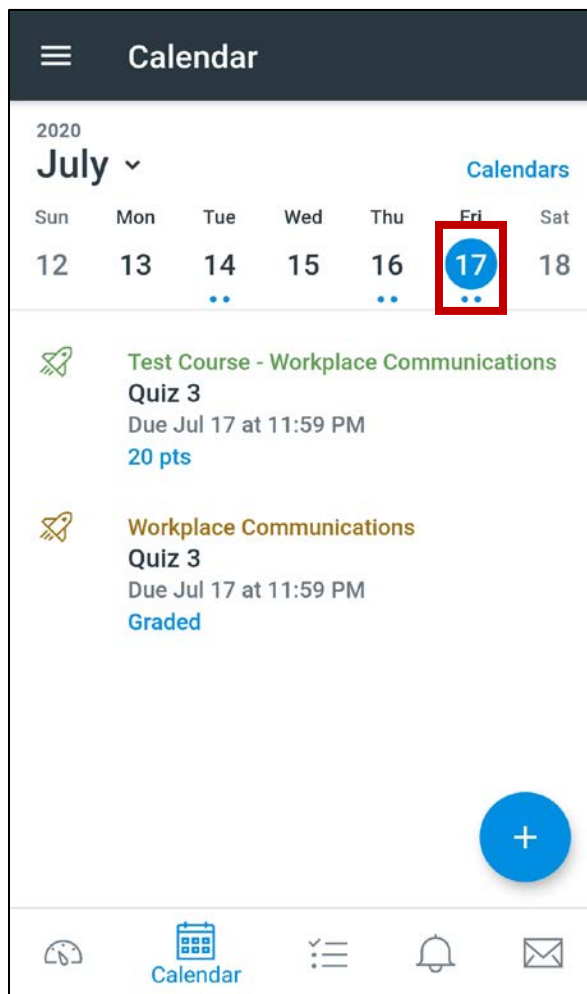 Calendar
2020
July
Calendars
Sun Mon Tue Wed Thu Fri Sat
12 13 14 15 16 17 18
Test Course - Workplace Communications
Quiz 3
Due Jul 17 at 11:59 PM
20 pts
Workplace Communications
Quiz 3
Due Jul 17 at 11:59 PM
Graded
+
Calendar